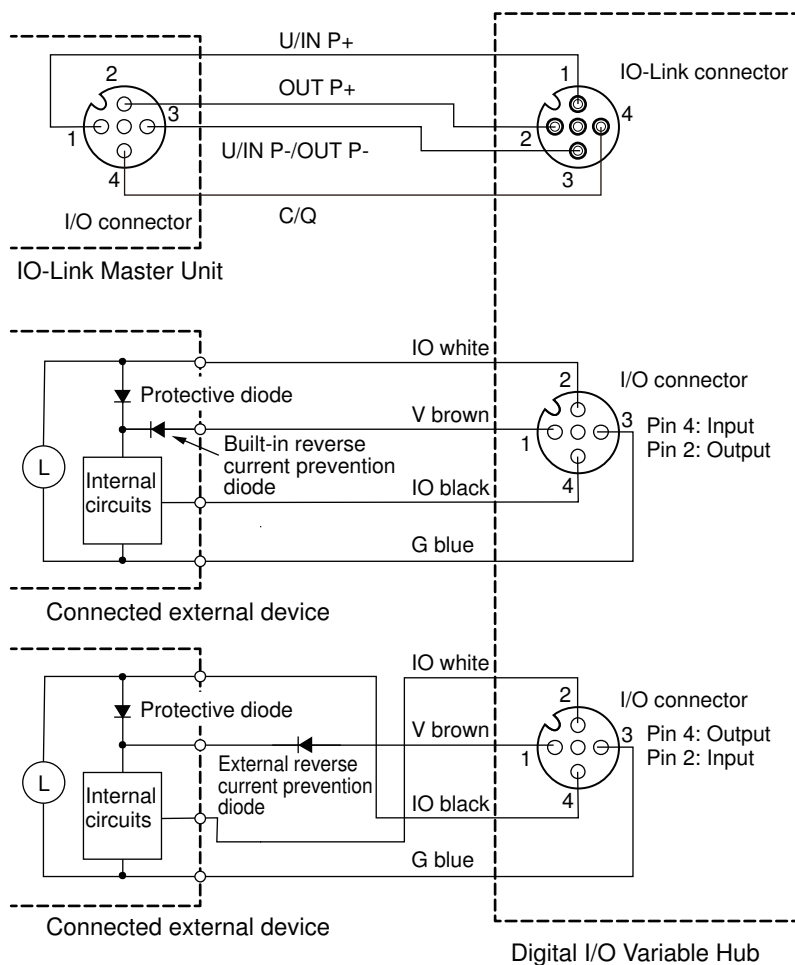 U/IN P+
2
OUT P+
1
IO-Link connector
3
4
1
2
U/IN P-/OUT P-
4
3
I/O connector
C/Q
IO-Link Master Unit
IO white
2
I/O connector
Protective diode
V brown
3
Pin 4: Input
1
Pin 2: Output
Built-in reverse
current prevention
diode
L
Internal
circuits
IO black
4
G blue
Connected external device
IO white
2
I/O connector
Protective diode
V brown
3
Pin 4: Output
1
Pin 2: Input
External reverse
current prevention
diode
L
Internal
circuits
IO black
4
G blue
Connected external device
Digital I/O Variable Hub